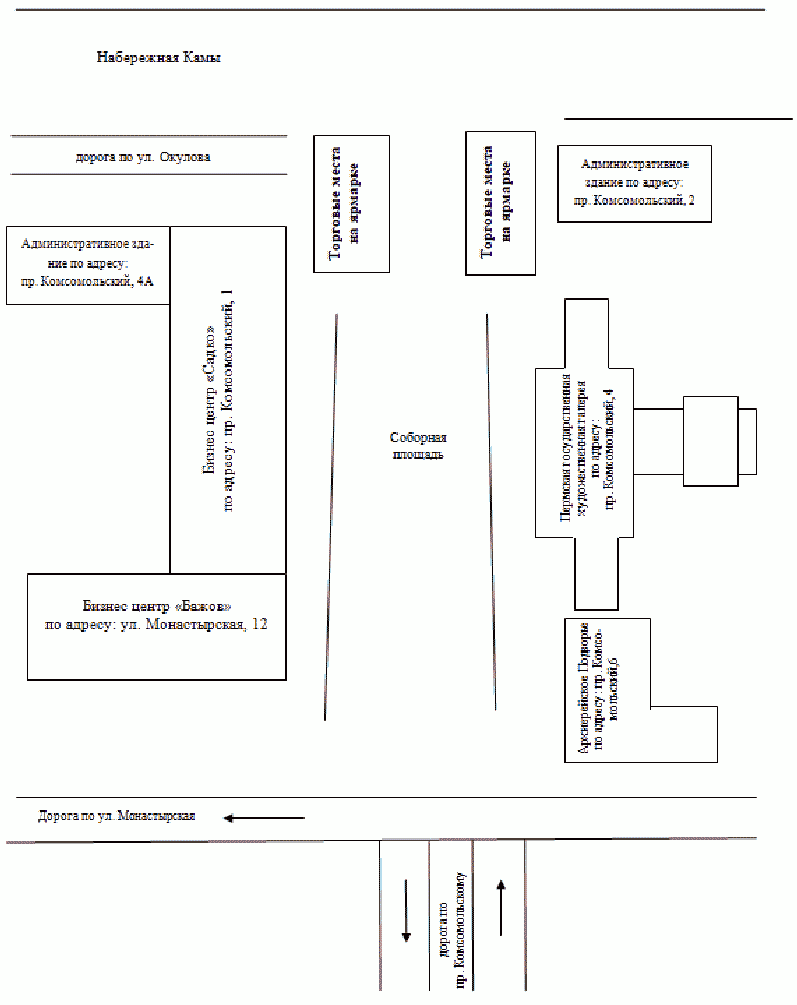 Набережная Камы
дорога по ул. Окулова
Торговые места
на ярмарке
Торговые места
на ярмарке
Административное
здание по адресу:
пр. Комсомольский, 2
Административное зда-
ние по адресу:
пр. Комсомольский, 4А
Бизнес центр «Садко»
по адресу: пр. Комсомольский, 1
Соборная
площадь
Пермская государственная
художественная галерея
по адресу:
пр. Комсомольский, 4
Бизнес центр «Бажов»
по адресу: ул. Монастырская, 12
Архиерейское Подворье
по адресу: пр. Комсо-
мольский,6
Дорога по ул. Монастырская
дорога по
пр. Комсомольскому